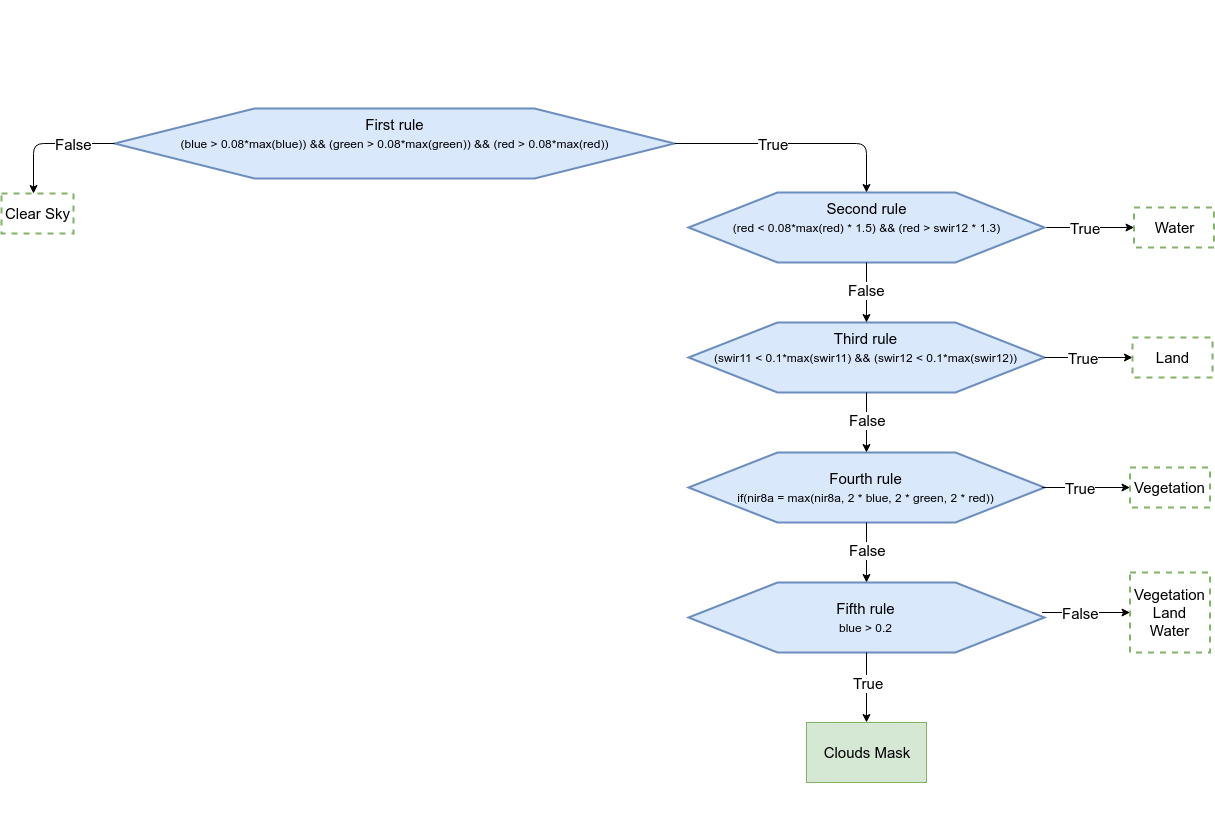 First rule
(blue > 0.08*max(blue)) && (green > 0.08*max(green)) && (red > 0.08*max(red))
False
True
Clear Sky
Second rule
(red < 0.08*max(red) * 1.5) && (red > swir12 * 1.3)
True
Water
False
Third rule
(swir11 < 0.1*max(swir11) && (swir12 < 0.1*max(swir12))
True
Land
False
Fourth rule
if(nir8a = max(nir8a, 2 * blue, 2 * green, 2 * red))
True
Vegetation
False
Fifth rule
blue > 0.2
False
Vegetation
Land
Water
True
Clouds Mask